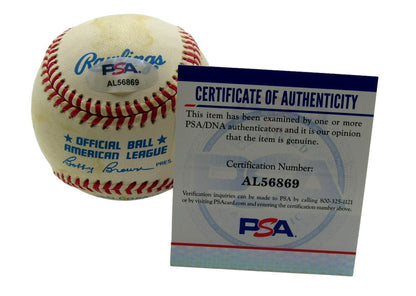 Rawlings
PSA
AL56869
OFFICIAL BALL
AMERICAN LEAGUE
Bobby Brown PRES.
CERTIFICATE OF AUTHENTICITY
This item has been examined by one or more
PSA/DNA authenticators and it is our opinion
that the item is genuine.
Certification Number:
AL56869
Verification inquiries can be made to PSA by calling 800-325-1121
or by visiting PSAcard.com and entering the certification number above.
PSA